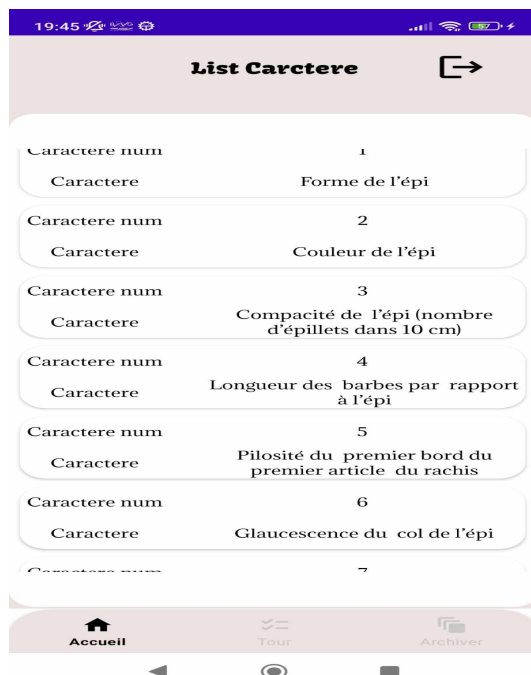 19:45
57
List Carctere
Caractere num 1
Caractere Forme de l'épi
Caractere num 2
Caractere Couleur de l'épi
Caractere num 3
Caractere Compacité de l'épi (nombre
d'épillets dans 10 cm)
Caractere num 4
Caractere Longueur des barbes par rapport
à l'épi
Caractere num 5
Caractere Pilosité du premier bord du
premier article du rachis
Caractere num 6
Caractere Glaucescence du col de l'épi
Caractere num 7
Accueil Tour Archiver